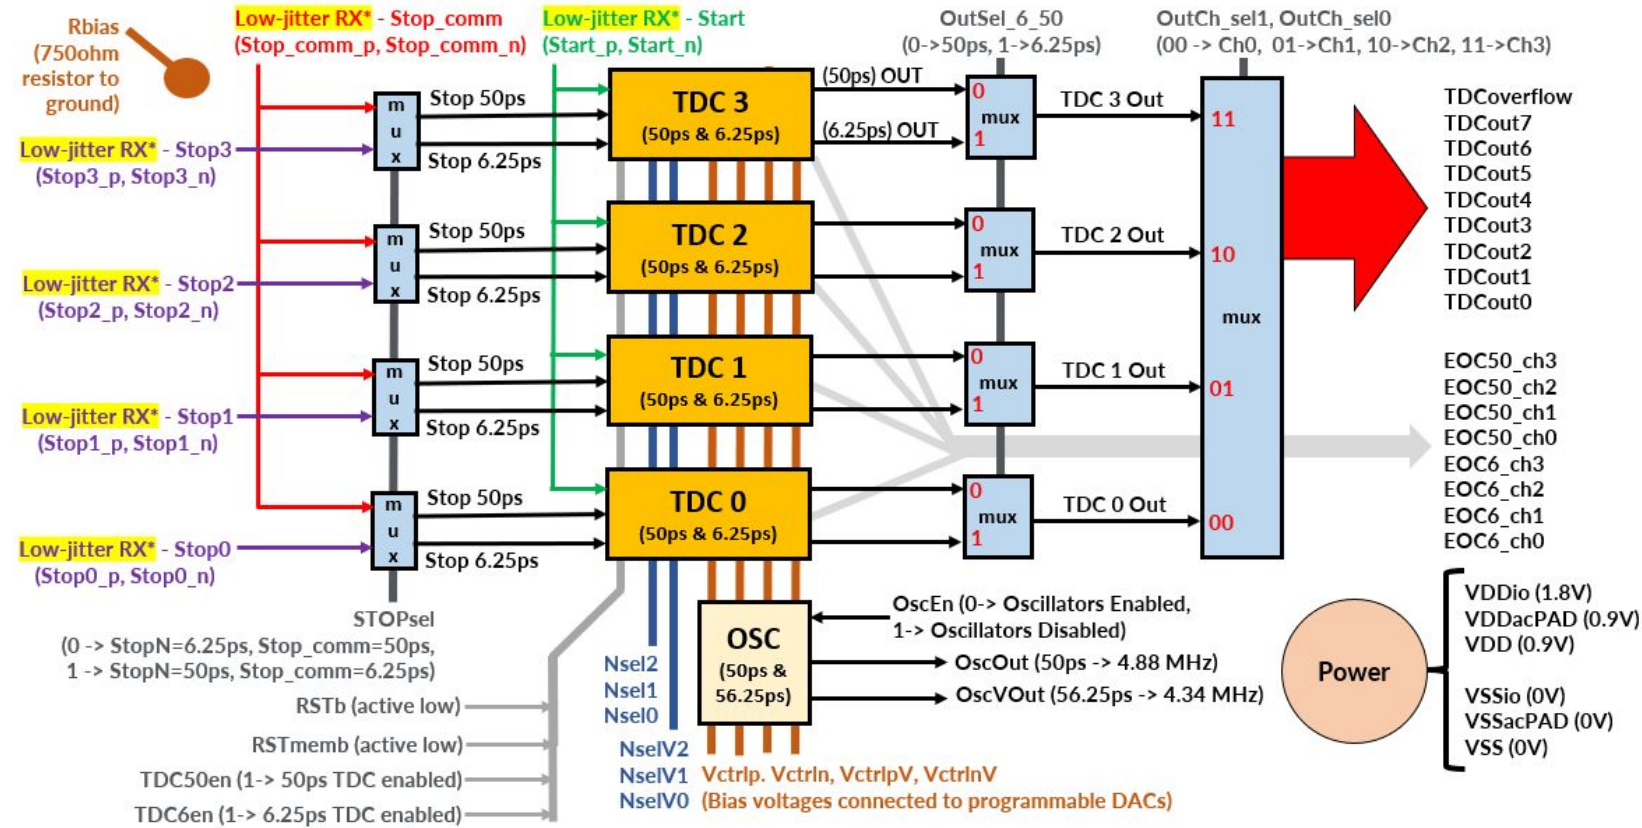 Rbias
(750ohm
resistor to
ground)
Low-jitter RX* - Stop_comm
(Stop_comm_p, Stop_comm_n)
Low-jitter RX* - Start
(Start_p, Start_n)
OutSel_6_50
(0->50ps, 1->6.25ps)
OutCh_sel1, OutCh_sel0
(00 -> Ch0, 01->Ch1, 10->Ch2, 11->Ch3)
Low-jitter RX* - Stop3
(Stop3_p, Stop3_n)
m
u
x
Stop 50ps
Stop 6.25ps
TDC 3
(50ps & 6.25ps)
(50ps) OUT
(6.25ps) OUT
0
mux
1
TDC 3 Out
11
Low-jitter RX* - Stop2
(Stop2_p, Stop2_n)
m
u
x
Stop 50ps
Stop 6.25ps
TDC 2
(50ps & 6.25ps)
0
mux
1
TDC 2 Out
10
mux
Low-jitter RX* - Stop1
(Stop1_p, Stop1_n)
m
u
x
Stop 50ps
Stop 6.25ps
TDC 1
(50ps & 6.25ps)
0
mux
1
TDC 1 Out
01
Low-jitter RX* - Stop0
(Stop0_p, Stop0_n)
m
u
x
Stop 50ps
Stop 6.25ps
TDC 0
(50ps & 6.25ps)
0
mux
1
TDC 0 Out
00
TDCoverflow
TDCout7
TDCout6
TDCout5
TDCout4
TDCout3
TDCout2
TDCout1
TDCout0
EOC50_ch3
EOC50_ch2
EOC50_ch1
EOC50_ch0
EOC6_ch3
EOC6_ch2
EOC6_ch1
EOC6_ch0
STOPsel
(0 -> StopN=6.25ps, Stop_comm=50ps,
1 -> StopN=50ps, Stop_comm=6.25ps)
RSTb (active low)
RSTmemb (active low)
TDC50en (1-> 50ps TDC enabled)
TDC6en (1-> 6.25ps TDC enabled)
Nsel2
Nsel1
Nsel0
NselV2
NselV1
NselV0
OSC
(50ps &
56.25ps)
OscEn (0-> Oscillators Enabled,
1-> Oscillators Disabled)
OscOut (50ps -> 4.88 MHz)
OscVOut (56.25ps -> 4.34 MHz)
Vctrlp. Vctrln, VctrlpV, VctrlnV
(Bias voltages connected to programmable DACs)
Power
VDDio (1.8V)
VDDacPAD (0.9V)
VDD (0.9V)
VSSio (0V)
VSSacPAD (0V)
VSS (0V)